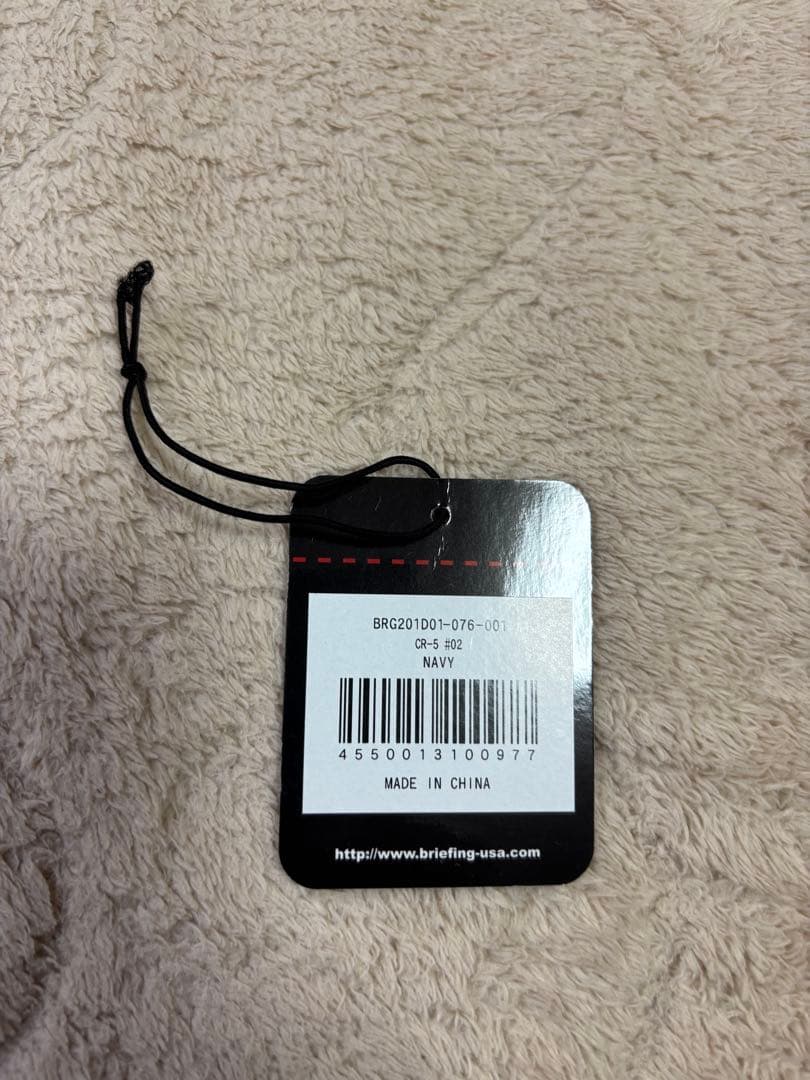 BRG201D01-076-001
CR-5 #02
NAVY
4550013100977
MADE IN CHINA
http://www.briefing-usa.com